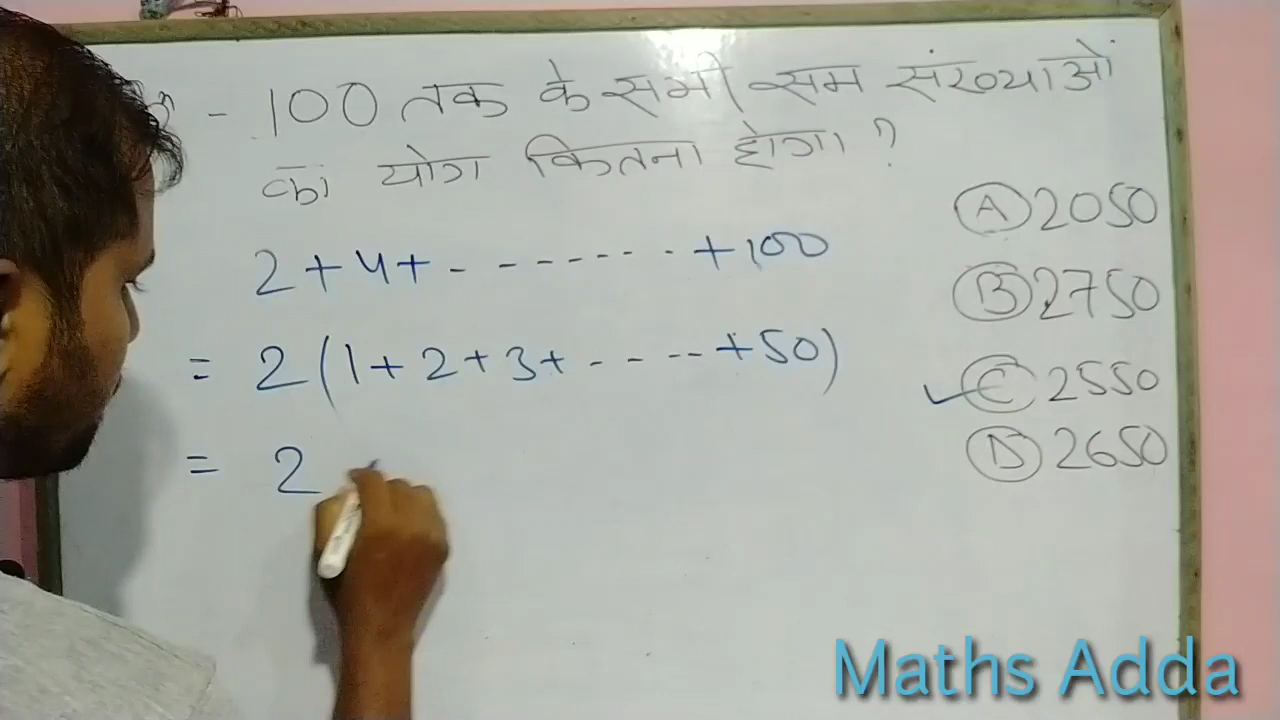 - 100 तक के सभी सम संख्याओं
का योग कितना होगा ?
2 + 4 + - - - - - - - - + 100
= 2 ( 1 + 2 + 3 + - - - - + 50 )
= 2
A 2050
B 2750
✓ C 2550
D 2650
Maths Adda